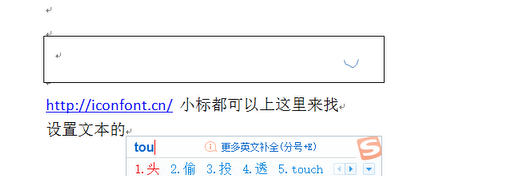 http://iconfont.cn/ 小标都可以上这里来找
设置文本的
tou 更多英文补全(分号+E)
1.头 2.偷 3.投 4.透 5.touch